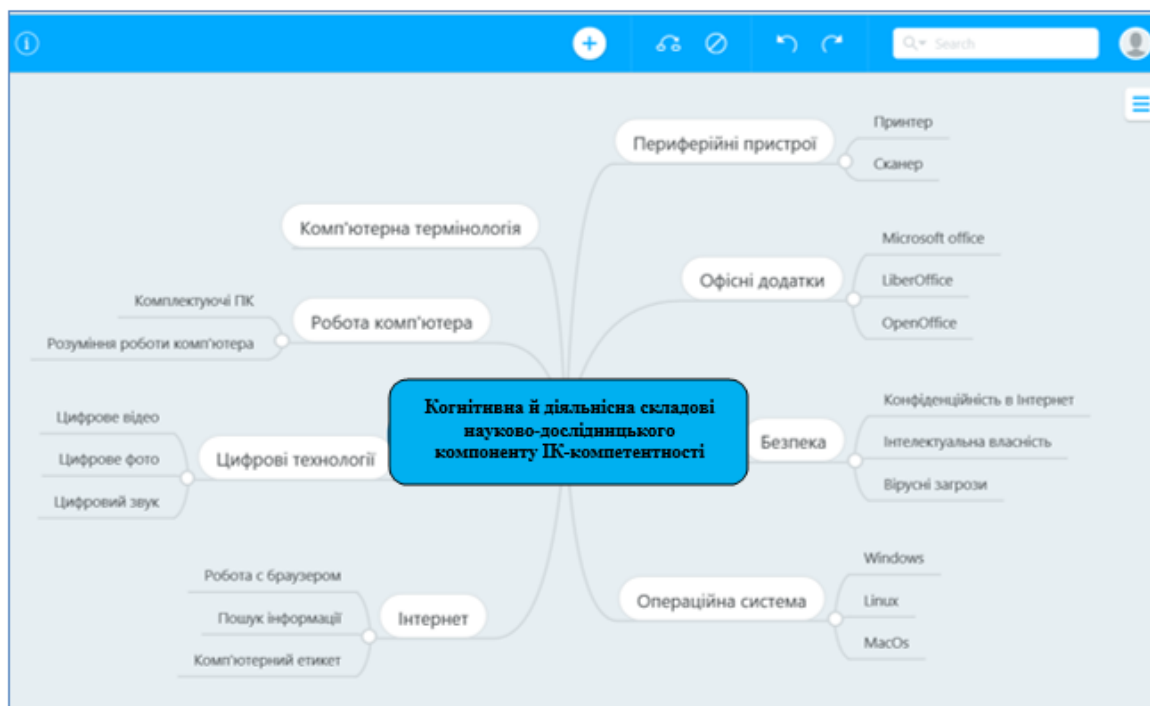 Search
Периферійні пристрої
Принтер
Сканер
Комп'ютерна термінологія
Офісні додатки
Microsoft office
LiberOffice
OpenOffice
Робота комп'ютера
Комплектуючі ПК
Розуміння роботи комп'ютера
Когнітивна й діяльнісна складові
науково-дослідницького
компоненту ІК-компетентності
Цифрові технології
Цифрове відео
Цифрове фото
Цифровий звук
Безпека
Конфіденційність в Інтернет
Інтелектуальна власність
Вірусні загрози
Інтернет
Робота с браузером
Пошук інформації
Комп'ютерний етикет
Операційна система
Windows
Linux
MacOs